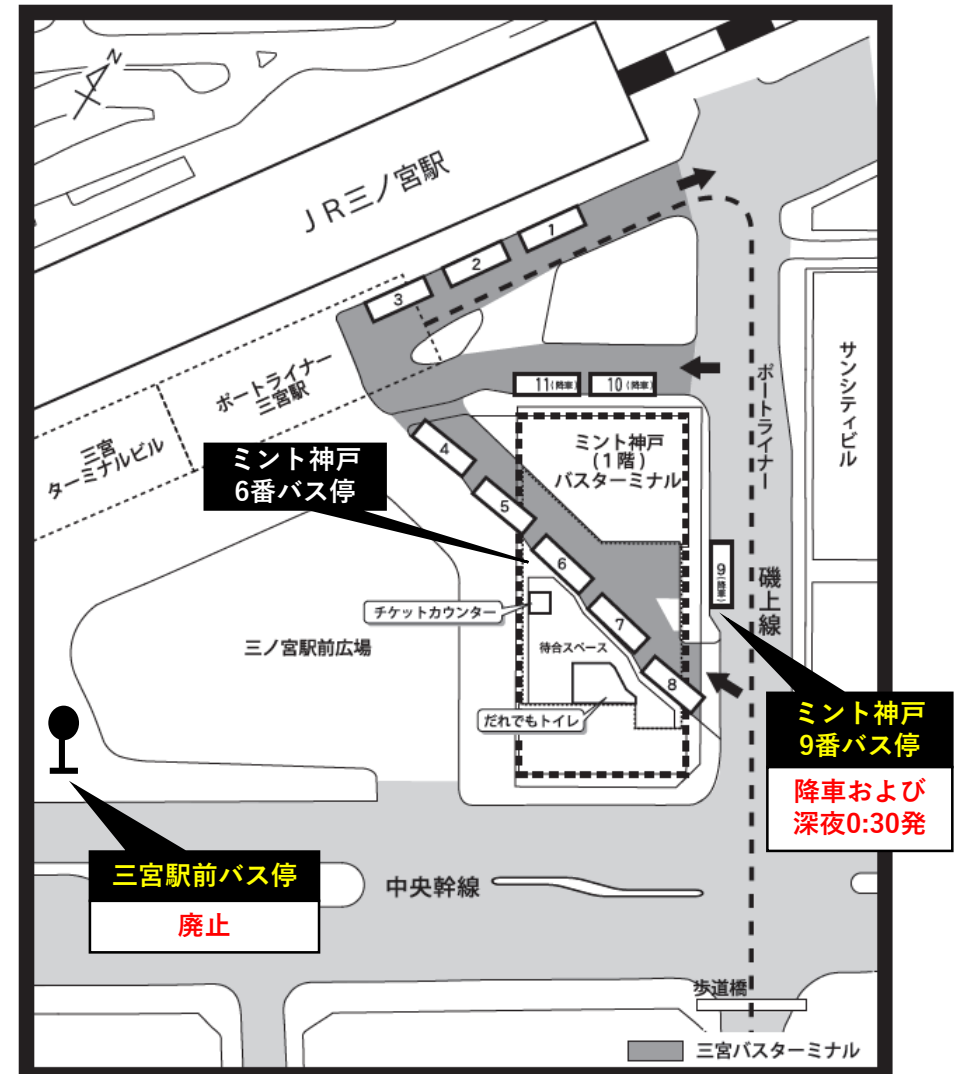 N
JR三ノ宮駅
1
2
3
ポートライナー
三宮駅
三宮
ターミナルビル
11(降車)
10(降車)
ミント神戸
(1階)
バスターミナル
ミント神戸
6番バス停
4
5
6
7
8
9(降車)
ポートライナー
サンシティビル
磯上線
チケットカウンター
待合スペース
だれでもトイレ
三ノ宮駅前広場
ミント神戸
9番バス停
降車および
深夜0:30発
三宮駅前バス停
廃止
中央幹線
歩道橋
三宮バスターミナル